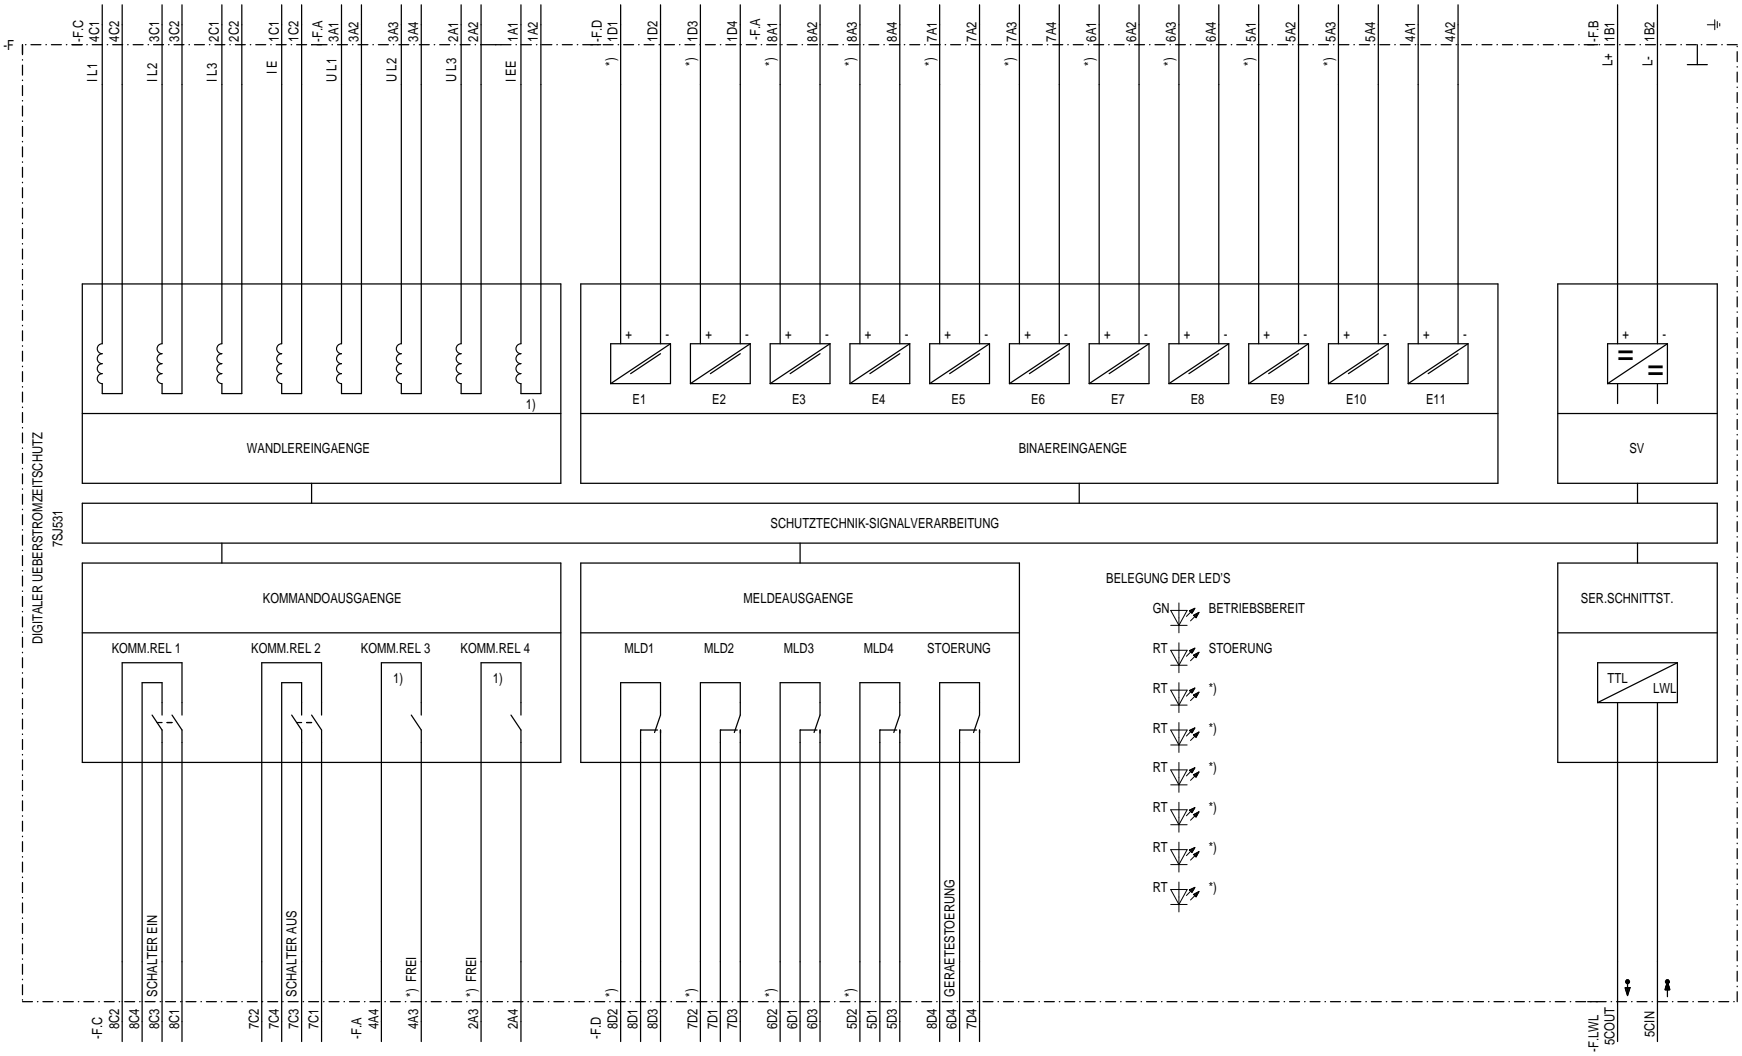 -F
-F.C
4C1
4C2
3C1
3C2
2C1
2C2
1C1
1C2
-F.A
3A1
3A2
3A3
3A4
2A1
2A2
1A1
1A2
-F.D
1D1
1D2
1D3
1D4
-F.A
8A1
8A2
8A3
8A4
7A1
7A2
7A3
7A4
6A1
6A2
6A3
6A4
5A1
5A2
5A3
5A4
4A1
4A2
-F.B
1B1
1B2
I L1
I L2
I L3
I E
U L1
U L2
U L3
I EE
*)
*)
*)
*)
*)
*)
*)
*)
*)
*)
L+
L-
+ -
+ -
+ -
+ -
+ -
+ -
+ -
+ -
+ -
+ -
+ -
+ -
1)
E1
E2
E3
E4
E5
E6
E7
E8
E9
E10
E11
WANDLEREINGAENGE
BINAEREINGAENGE
SV
DIGITALER UEBERSTROMZEITSCHUTZ
7SJ531
SCHUTZTECHNIK-SIGNALVERARBEITUNG
KOMMANDOAUSGAENGE
MELDEAUSGAENGE
BELEGUNG DER LED'S
SER.SCHNITTST.
KOMM.REL 1
KOMM.REL 2
KOMM.REL 3
KOMM.REL 4
1)
1)
MLD1
MLD2
MLD3
MLD4
STOERUNG
GN BETRIEBSBEREIT
RT STOERUNG
RT *)
RT *)
RT *)
RT *)
RT *)
RT *)
TTL
LWL
SCHALTER EIN
SCHALTER AUS
*) FREI
*) FREI
*)
*)
*)
*)
GERAETESTOERUNG
-F.C
8C2
8C4
8C3
8C1
7C2
7C4
7C3
7C1
-F.A
4A4
4A3
2A3
2A4
-F.D
8D2
8D1
8D3
7D2
7D1
7D3
6D2
6D1
6D3
5D2
5D1
5D3
8D4
6D4
7D4
-F.LWL
5COUT
5CIN